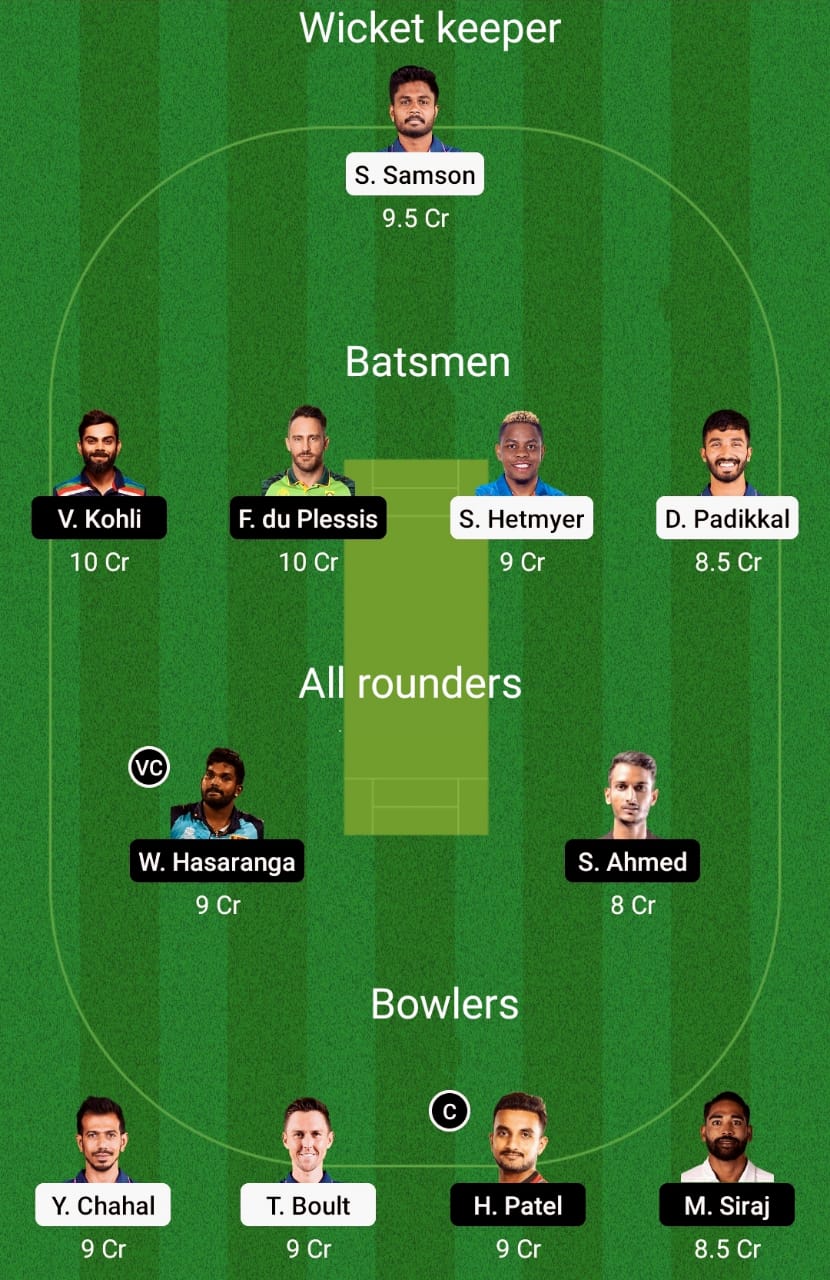 Wicket keeper
S. Samson
9.5 Cr
Batsmen
V. Kohli F. du Plessis S. Hetmyer D. Padikkal
10 Cr 10 Cr 9 Cr 8.5 Cr
All rounders
VC
W. Hasaranga S. Ahmed
9 Cr 8 Cr
Bowlers
C
Y. Chahal T. Boult H. Patel M. Siraj
9 Cr 9 Cr 9 Cr 8.5 Cr